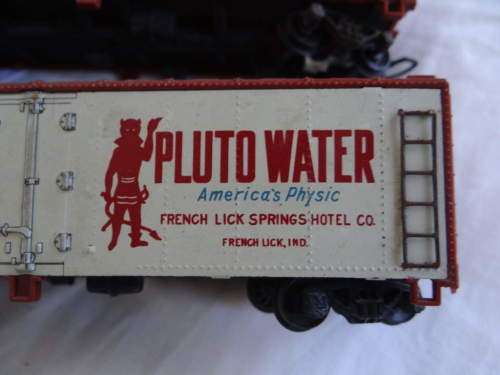 PLUTO WATER
America's Physic
FRENCH LICK SPRINGS HOTEL CO.
FRENCH LICK, IND.